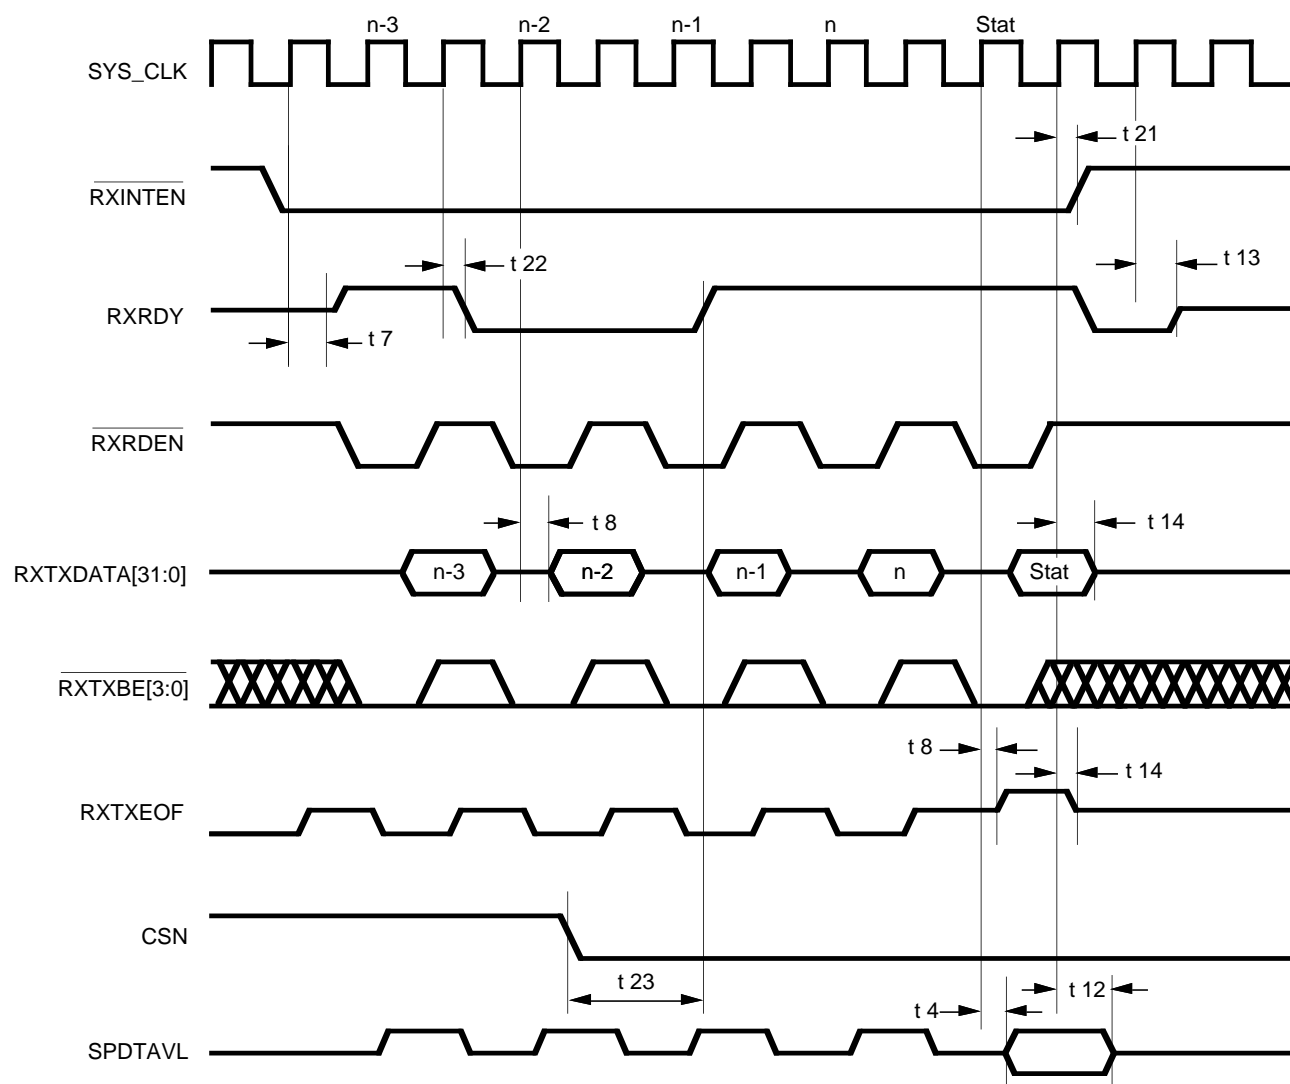 n-3 n-2 n-1 n Stat
SYS_CLK
t 21
RXINTEN
t 22
t 13
RXRDY
t 7
RXRDEN
t 8
t 14
RXTXDATA[31:0]
n-3 n-2 n-1 n Stat
RXTXBE[3:0]
t 8
t 14
RXTXEOF
CSN
t 23
t 12
t 4
SPDTAVL